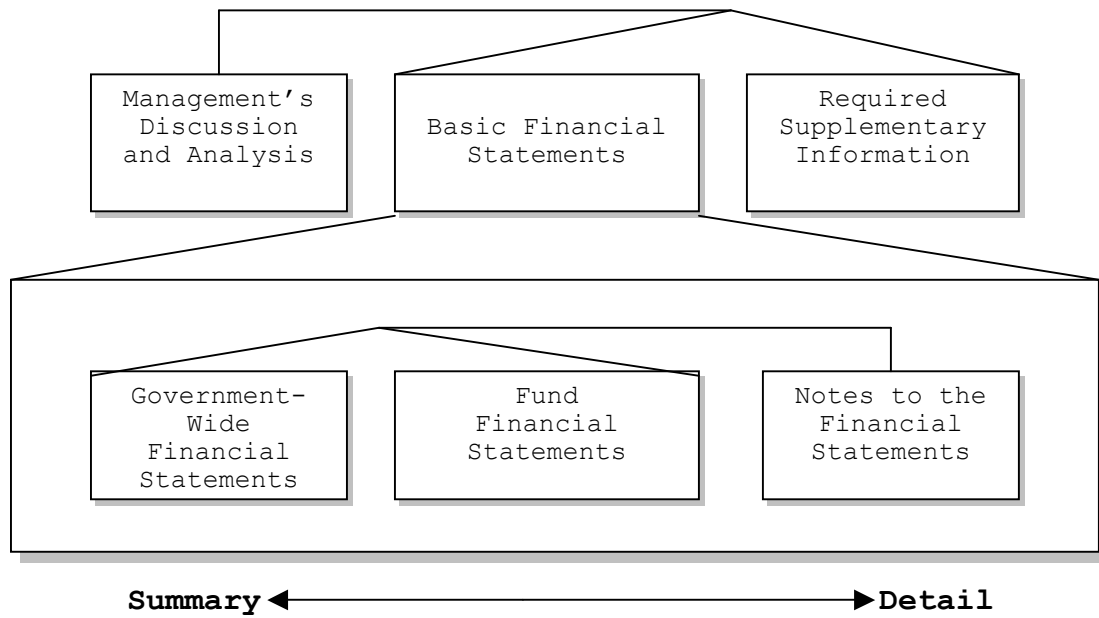 Management’s
Discussion
and Analysis
Basic Financial
Statements
Required
Supplementary
Information
Government-
Wide
Financial
Statements
Fund
Financial
Statements
Notes to the
Financial
Statements
Summary
Detail